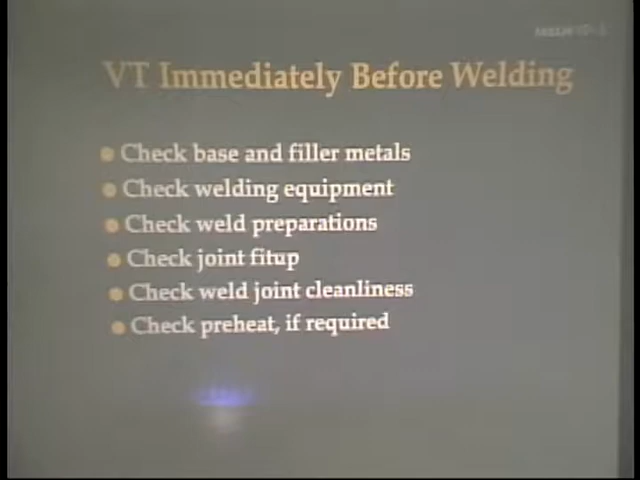 VT Immediately Before Welding
Check base and filler metals
Check welding equipment
Check weld preparations
Check joint fitup
Check weld joint cleanliness
Check preheat, if required